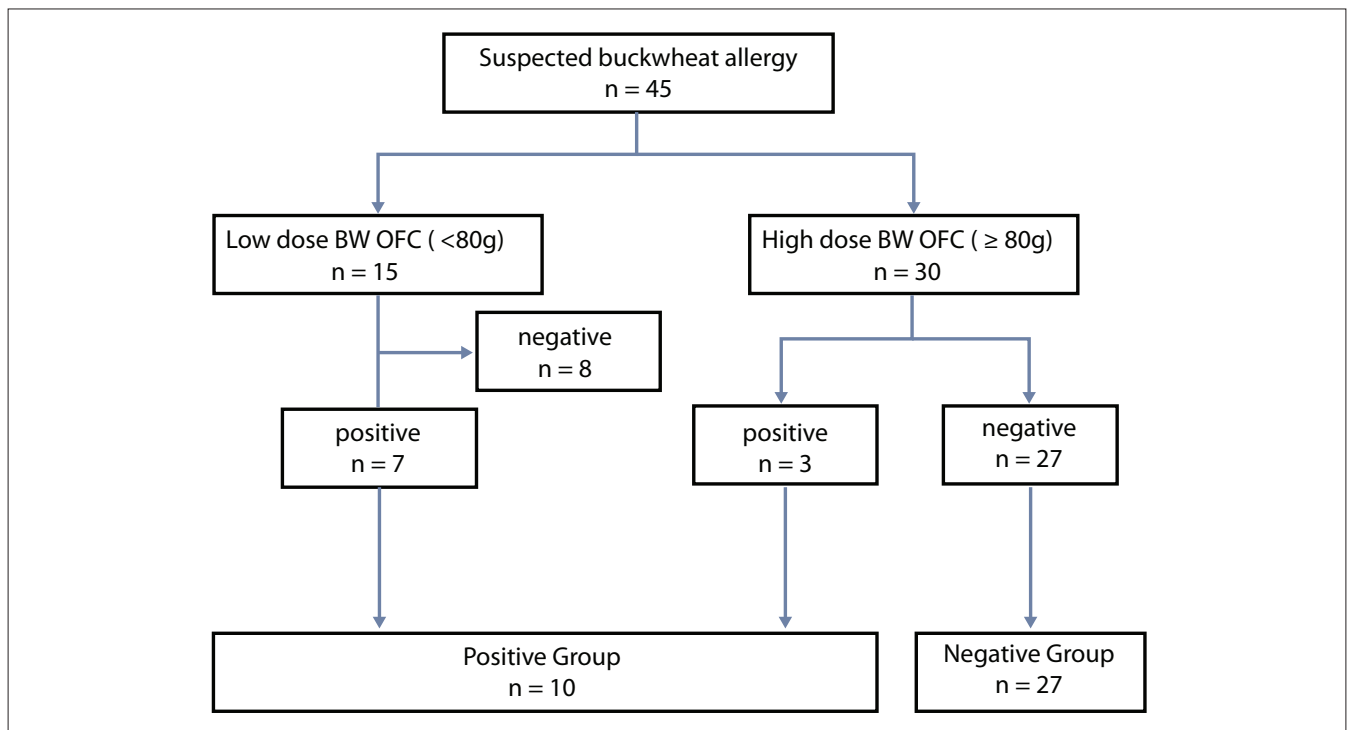 Suspected buckwheat allergy
n = 45
Low dose BW OFC ( <80g)
n = 15
High dose BW OFC ( ≥ 80g)
n = 30
negative
n = 8
positive
n = 7
positive
n = 3
negative
n = 27
Positive Group
n = 10
Negative Group
n = 27